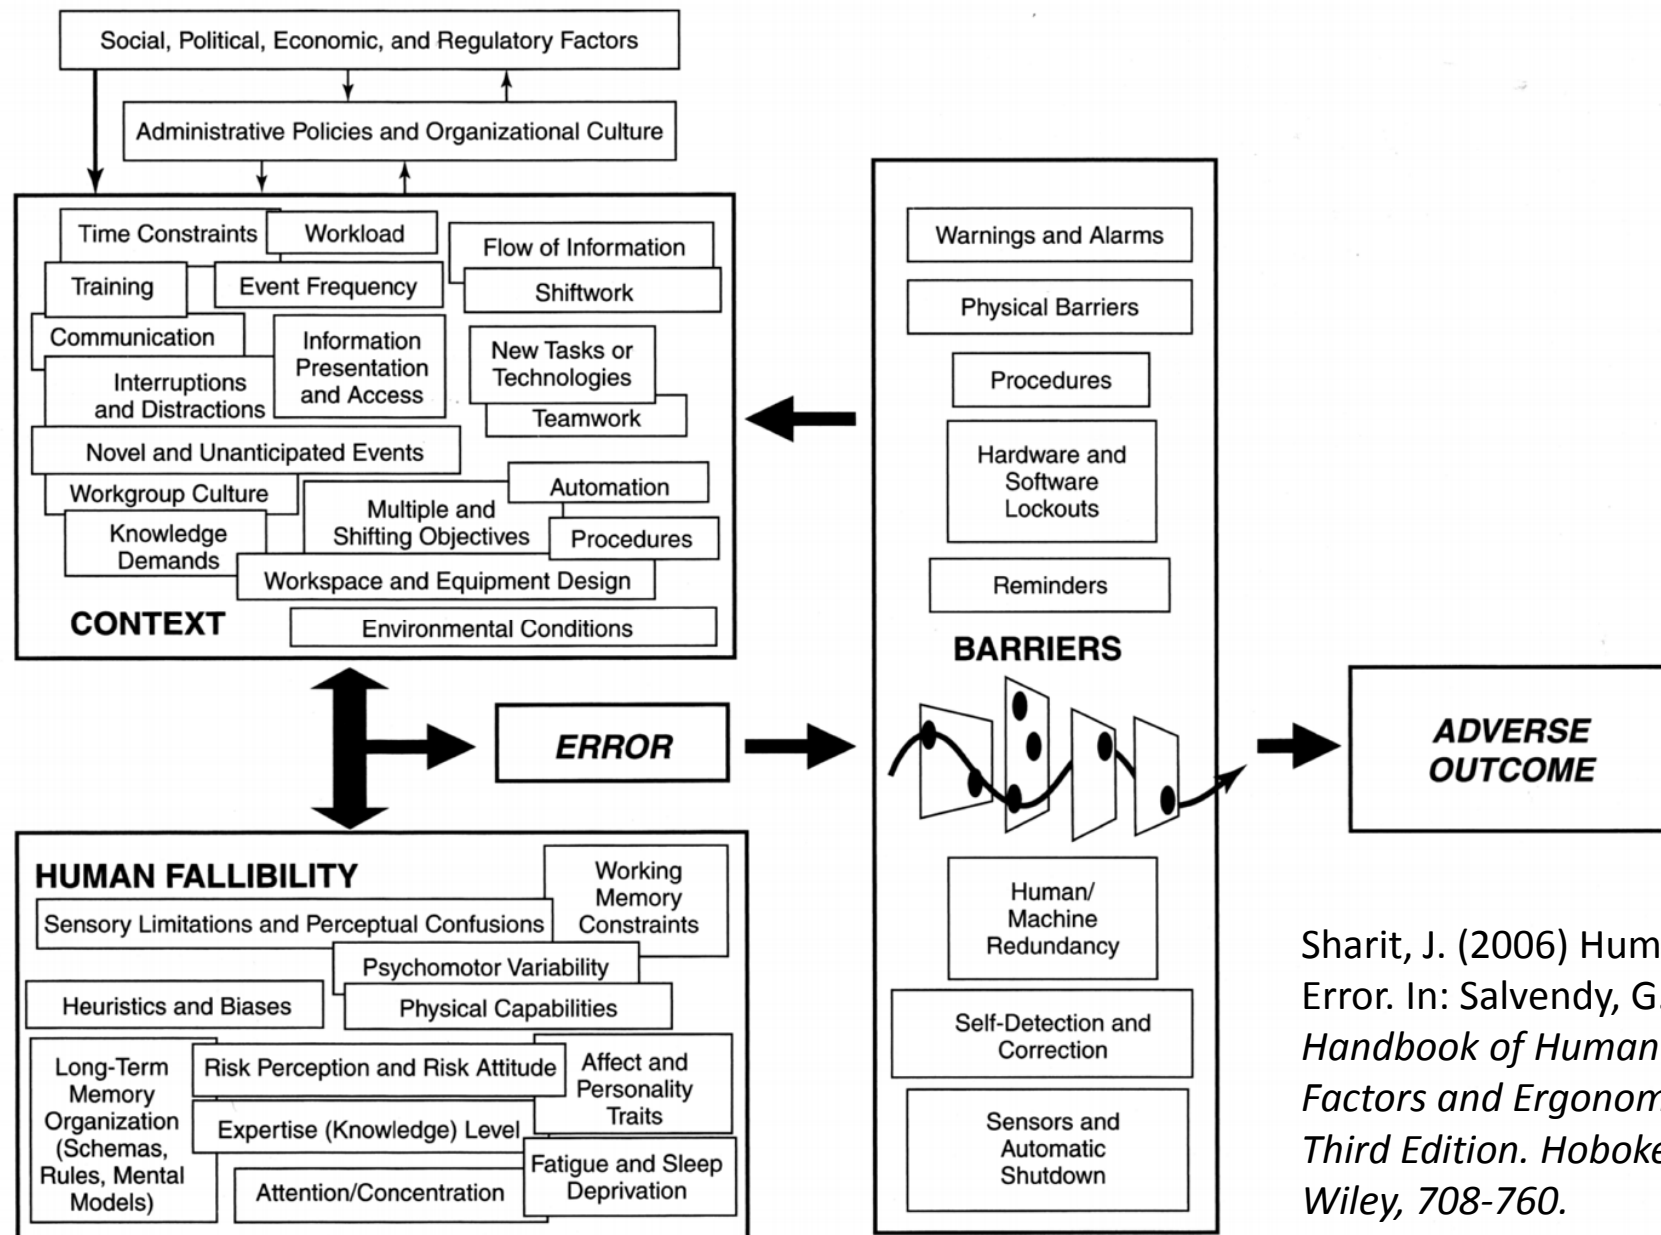 Social, Political, Economic, and Regulatory Factors
Administrative Policies and Organizational Culture
Time Constraints
Workload
Flow of Information
Training
Event Frequency
Shiftwork
Communication
Information
Presentation
and Access
New Tasks or
Technologies
Interruptions
and Distractions
Teamwork
Novel and Unanticipated Events
Workgroup Culture
Multiple and
Shifting Objectives
Automation
Knowledge
Demands
Procedures
Workspace and Equipment Design
CONTEXT
Environmental Conditions
ERROR
HUMAN FALLIBILITY
Working
Memory
Constraints
Sensory Limitations and Perceptual Confusions
Psychomotor Variability
Heuristics and Biases
Physical Capabilities
Long-Term
Memory
Organization
(Schemas,
Rules, Mental
Models)
Risk Perception and Risk Attitude
Affect and
Personality
Traits
Expertise (Knowledge) Level
Fatigue and Sleep
Deprivation
Attention/Concentration
Warnings and Alarms
Physical Barriers
Procedures
Hardware and
Software
Lockouts
Reminders
BARRIERS
Human/
Machine
Redundancy
Self-Detection and
Correction
Sensors and
Automatic
Shutdown
ADVERSE
OUTCOME
Sharit, J. (2006) Hum
Error. In: Salvendy, G.
Handbook of Human
Factors and Ergonom
Third Edition. Hoboke
Wiley, 708-760.